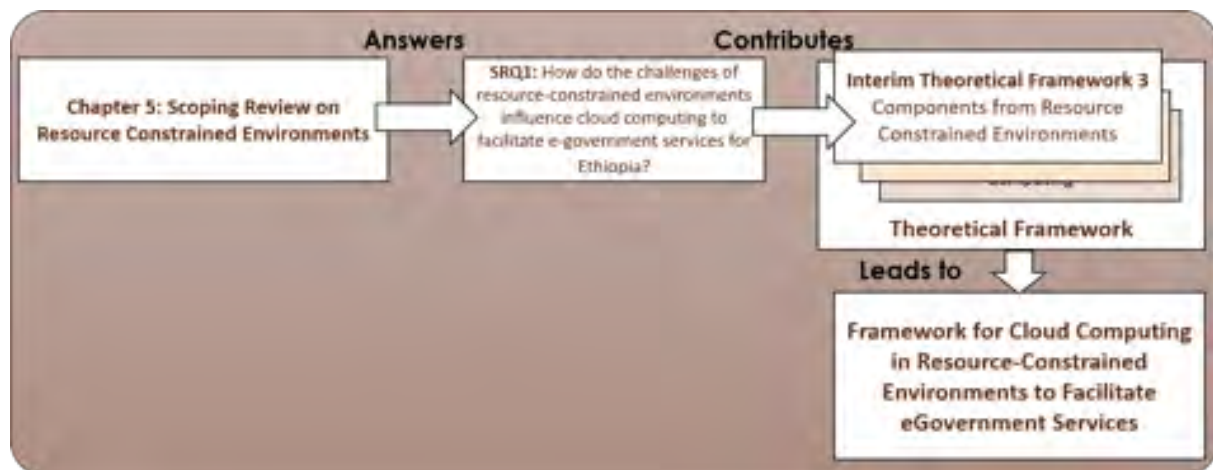 Answers
Contributes
Chapter 5: Scoping Review on
Resource Constrained Environments
SRQ1: How do the challenges of
resource-constrained environments
influence cloud computing to
facilitate e-government services for
Ethiopia?
Interim Theoretical Framework 3
Components from Resource
Constrained Environments
Theoretical Framework
Leads to
Framework for Cloud Computing
in Resource-Constrained
Environments to Facilitate
eGovernment Services